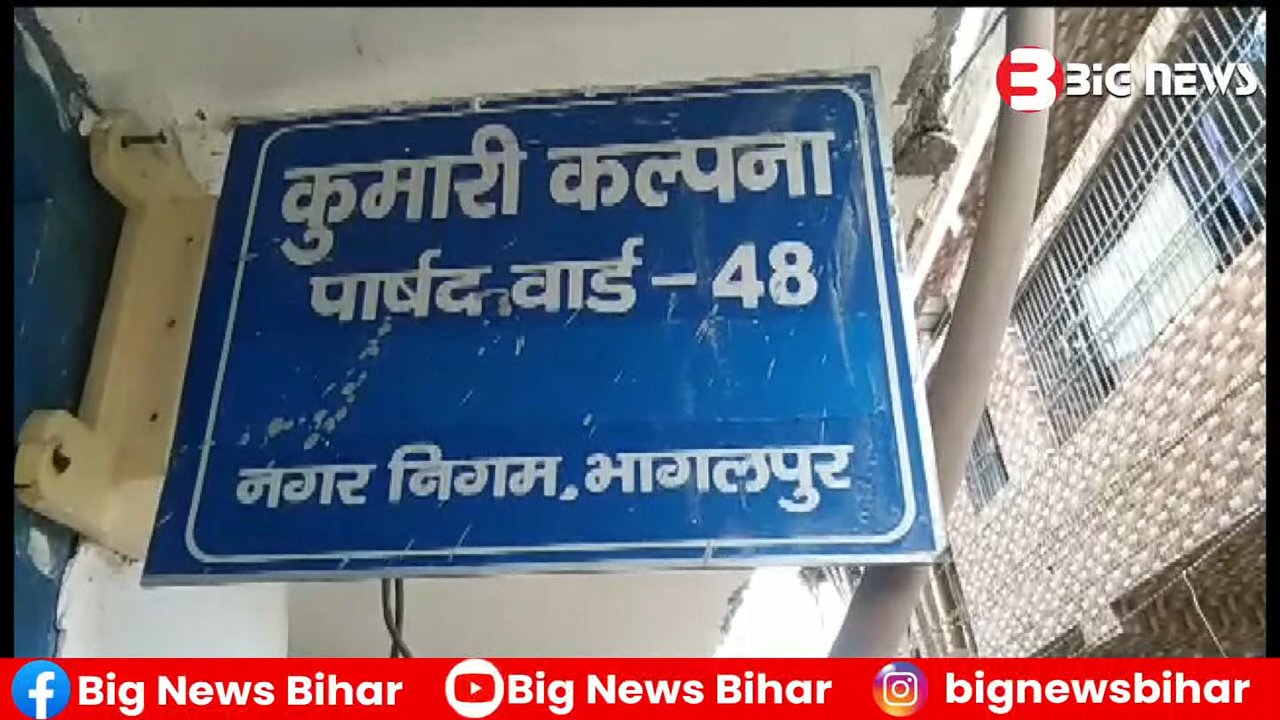 BIG NEWS
कुमारी कल्पना
पार्षद वार्ड - 48
नगर निगम, भागलपुर
Big News Bihar Big News Bihar bignewsbihar